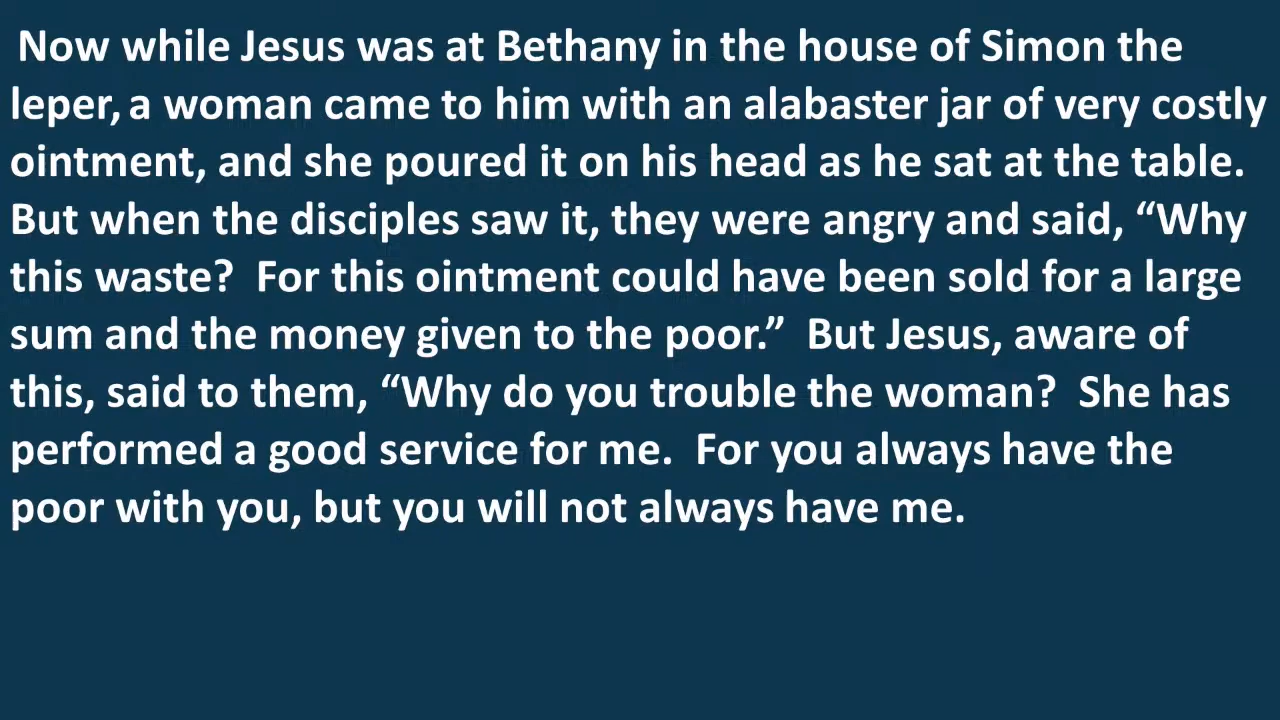 Now while Jesus was at Bethany in the house of Simon the
leper, a woman came to him with an alabaster jar of very costly
ointment, and she poured it on his head as he sat at the table.
But when the disciples saw it, they were angry and said, “Why
this waste?  For this ointment could have been sold for a large
sum and the money given to the poor.”  But Jesus, aware of
this, said to them, “Why do you trouble the woman?  She has
performed a good service for me.  For you always have the
poor with you, but you will not always have me.